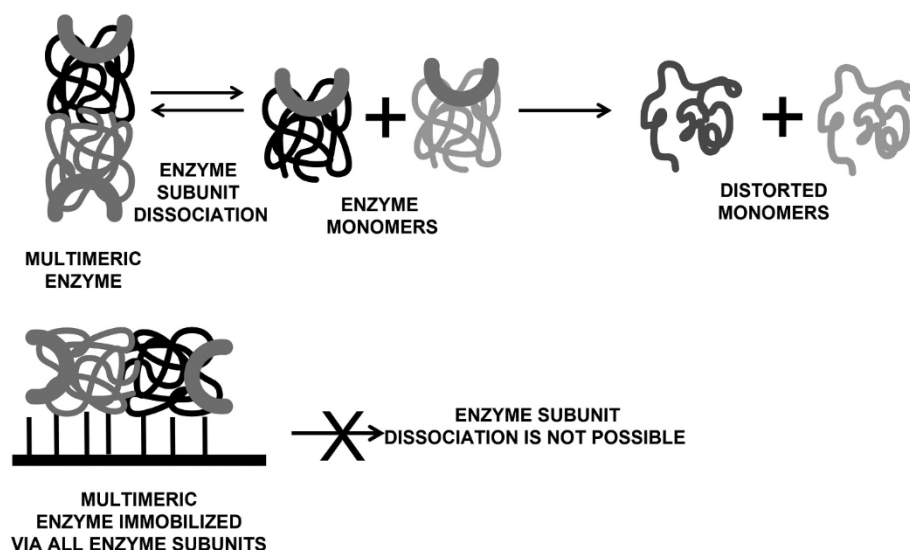 ENZYME
SUBUNIT
DISSOCIATION
MULTIMERIC
ENZYME
+
ENZYME
MONOMERS
+
DISTORTED
MONOMERS
MULTIMERIC
ENZYME IMMOBILIZED
VIA ALL ENZYME SUBUNITS
X
ENZYME SUBUNIT
DISSOCIATION IS NOT POSSIBLE